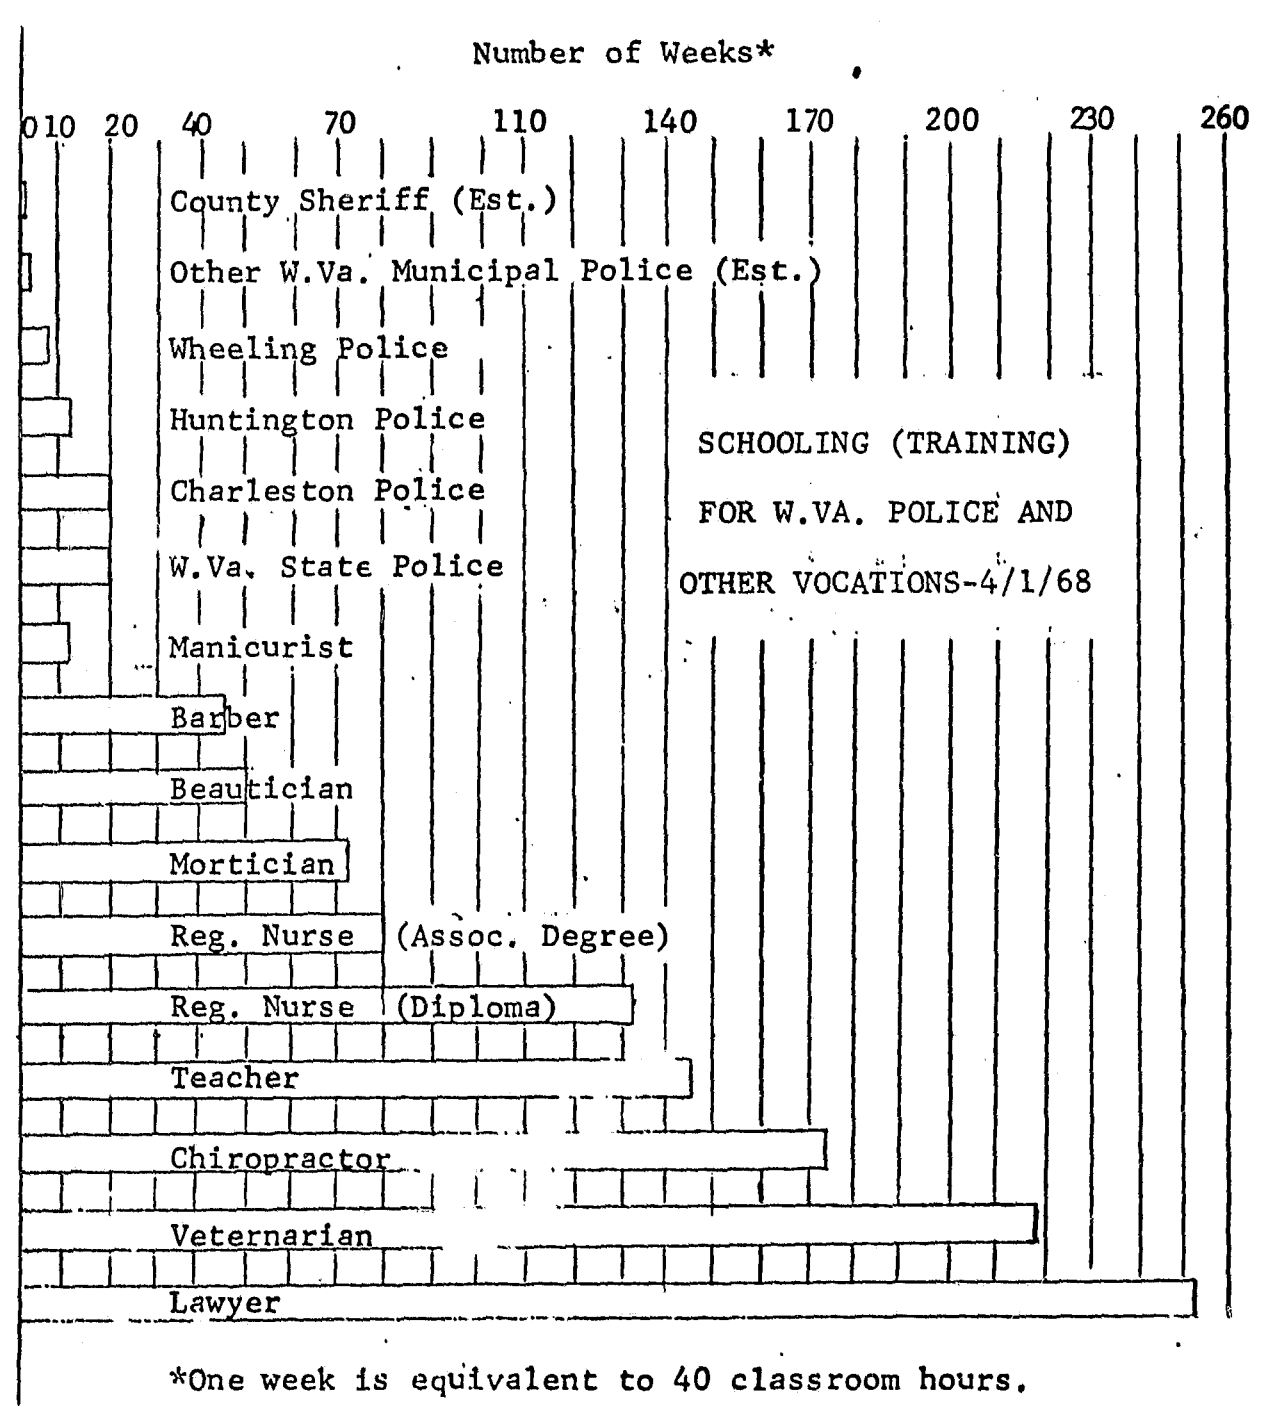 Number of Weeks*
0 10 20 40 70 110 140 170 200 230 260
County Sheriff (Est.)
Other W.Va. Municipal Police (Est.)
Wheeling Police
Huntington Police
Charleston Police
W.Va. State Police
Manicurist
Barber
Beautician
Mortician
Reg. Nurse (Assoc. Degree)
Reg. Nurse (Diploma)
Teacher
Chiropractor
Veternarian
Lawyer
SCHOOLING (TRAINING)
FOR W.VA. POLICE AND
OTHER VOCATIONS-4/1/68
*One week is equivalent to 40 classroom hours.